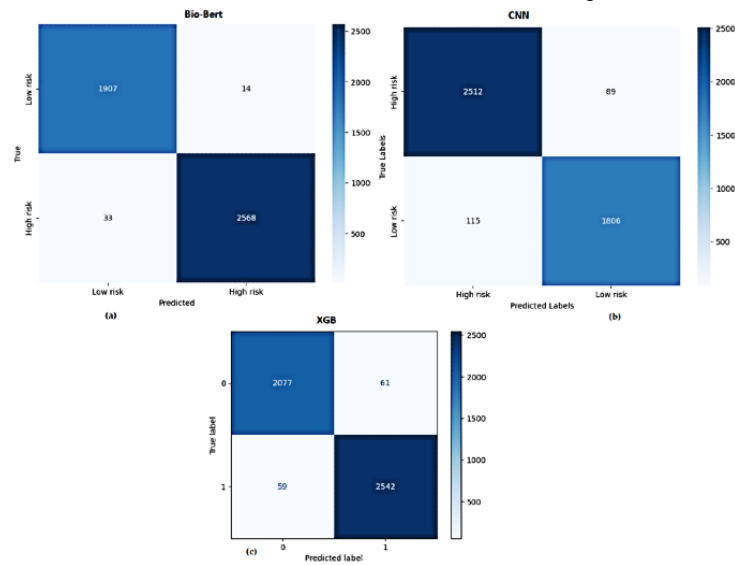 Bio-Bert
Low risk
1907
14
2500
2000
1500
1000
500
True
High risk
33
2568
Low risk
High risk
Predicted
(a)
CNN
High risk
2512
89
2500
2000
1500
1000
500
True Labels
Low risk
115
1806
High risk
Low risk
Predicted Labels
(b)
XGB
0
2077
61
2500
2000
1500
1000
500
True label
1
59
2542
0
1
(c)
Predicted label